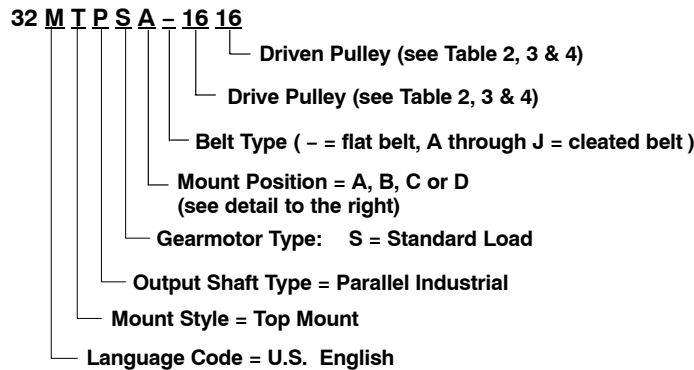 32 M T P S A – 16 16
Driven Pulley (see Table 2, 3 & 4)
Drive Pulley (see Table 2, 3 & 4)
Belt Type ( – = flat belt, A through J = cleated belt )
Mount Position = A, B, C or D
(see detail to the right)
Gearmotor Type: S = Standard Load
Output Shaft Type = Parallel Industrial
Mount Style = Top Mount
Language Code = U.S. English